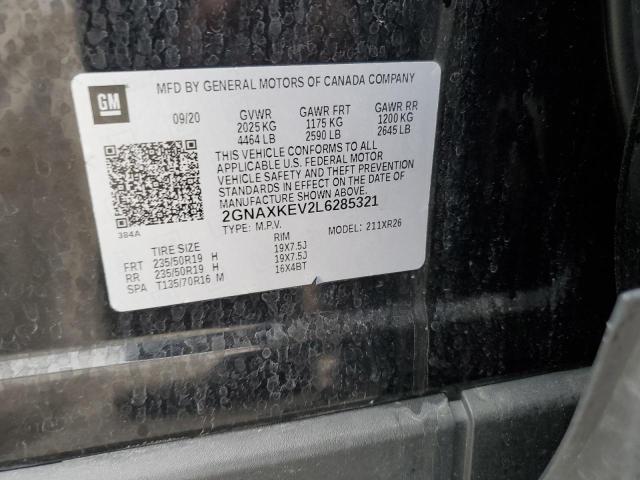 GM
MFD BY GENERAL MOTORS OF CANADA COMPANY
09/20 GVWR GAWR FRT GAWR RR
2025 KG 1175 KG 1200 KG
4464 LB 2590 LB 2645 LB
THIS VEHICLE CONFORMS TO ALL
APPLICABLE U.S. FEDERAL MOTOR
VEHICLE SAFETY AND THEFT PREVENTION
STANDARDS IN EFFECT ON THE DATE OF
MANUFACTURE SHOWN ABOVE.
2GNAXKEV2L6285321
384A TYPE: M.P.V. MODEL: 211XR26
TIRE SIZE RIM
FRT 235/50R19 H 19X7.5J
RR 235/50R19 H 19X7.5J
SPA T135/70R16 M 16X4BT